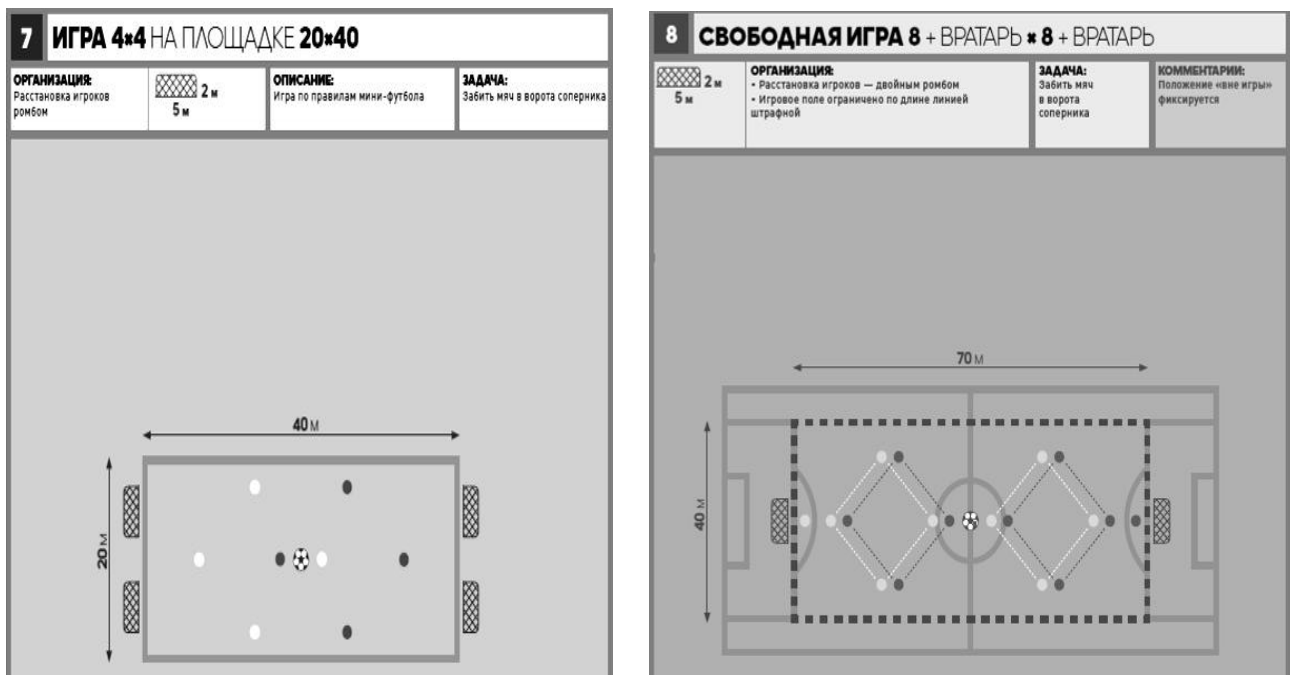 7 ИГРА 4×4 НА ПЛОЩАДКЕ 20×40
ОРГАНИЗАЦИЯ:
Расстановка игроков
ромбом
2 м
5 м
ОПИСАНИЕ:
Игра по правилам мини-футбола
ЗАДАЧА:
Забить мяч в ворота соперника
40 М
20 М
8 СВОБОДНАЯ ИГРА 8 + ВРАТАРЬ × 8 + ВРАТАРЬ
2 м
5 м
ОРГАНИЗАЦИЯ:
• Расстановка игроков — двойным ромбом
• Игровое поле ограничено по длине линией
штрафной
ЗАДАЧА:
Забить мяч
в ворота
соперника
КОММЕНТАРИИ:
Положение «вне игры»
фиксируется
70 М
40 М